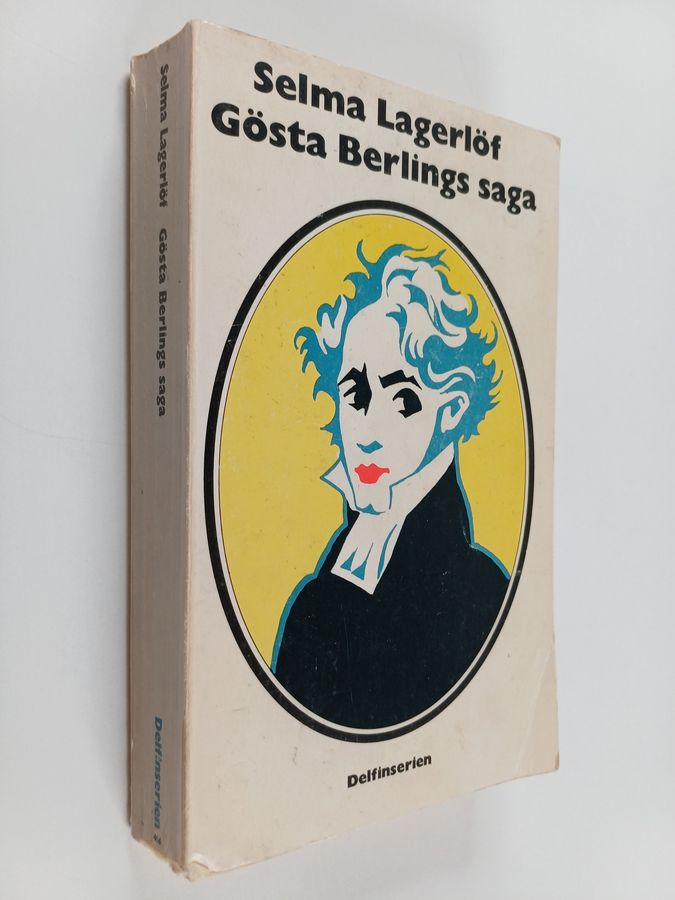 Selma Lagerlöf
Gösta Berlings saga
Delfinserien
Selma Lagerlöf Gösta Berlings saga
Delfinserien